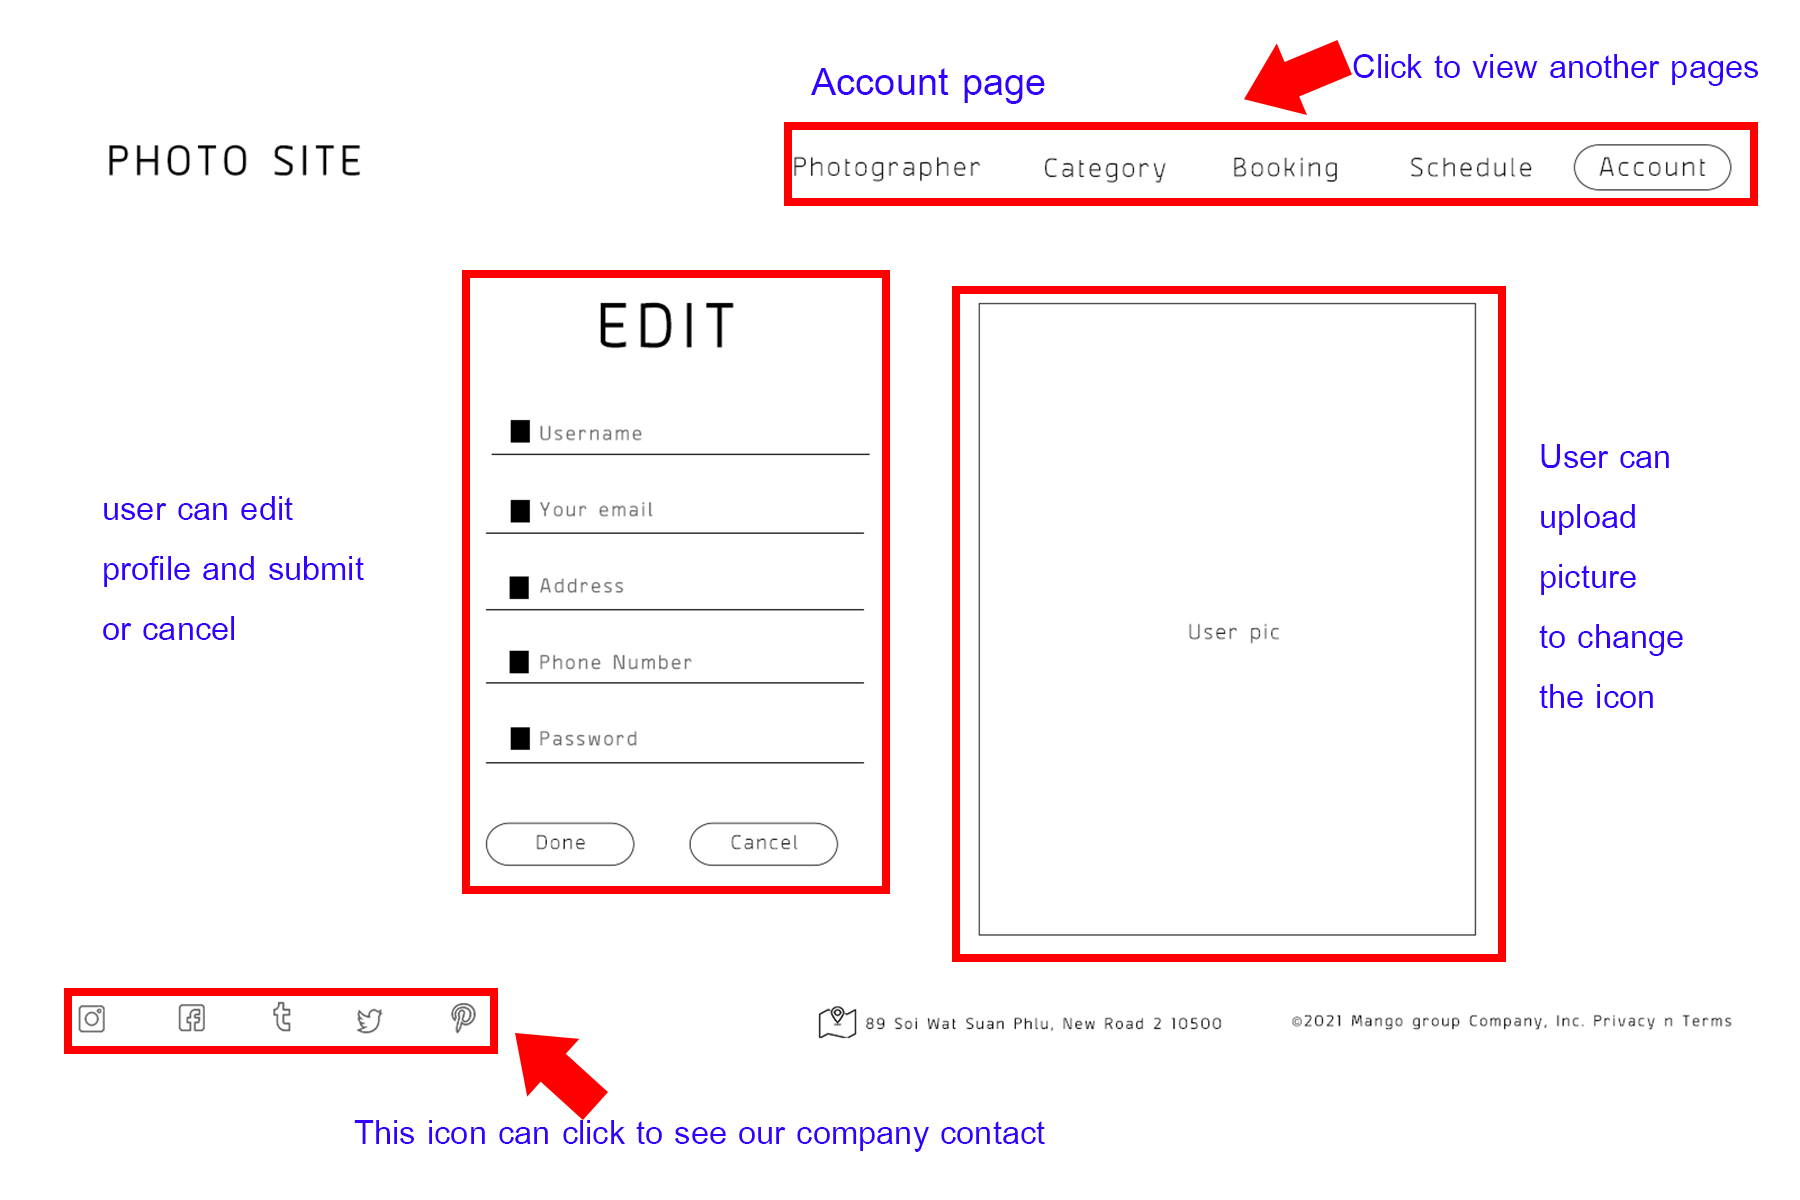 Account page
Click to view another pages
PHOTO SITE
Photographer Category Booking Schedule Account
EDIT
Username
Your email
Address
Phone Number
Password
Done Cancel
user can edit
profile and submit
or cancel
User pic
User can
upload
picture
to change
the icon
89 Soi Wat Suan Phlu, New Road 2 10500
©2021 Mango group Company, Inc. Privacy n Terms
This icon can click to see our company contact